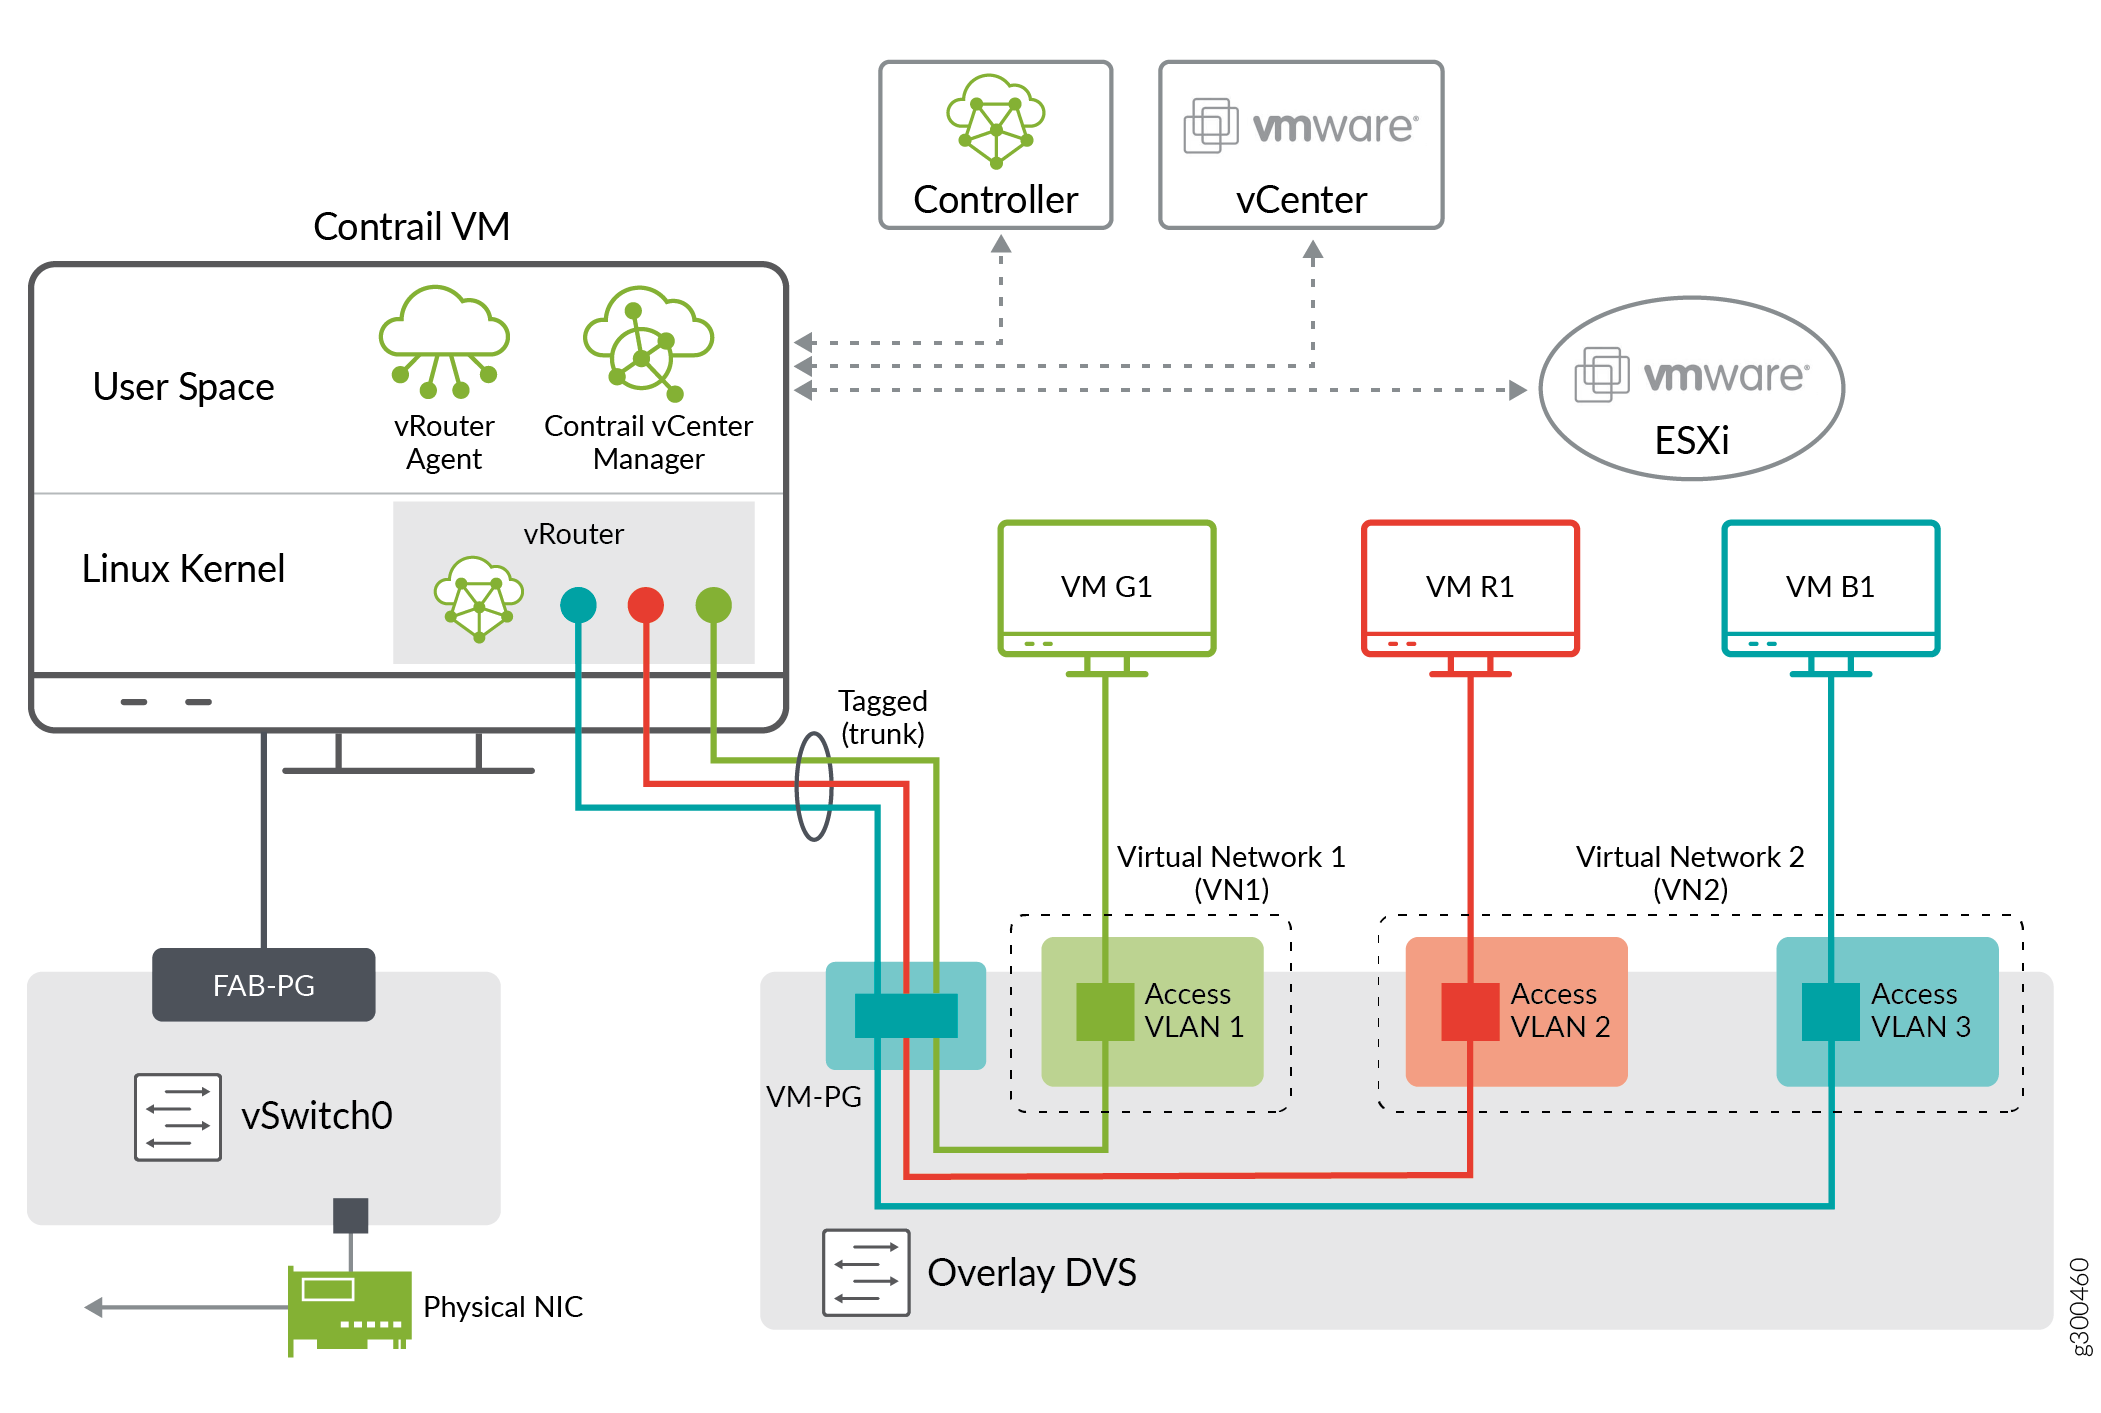 Controller
vmware®
vCenter
Contrail VM
User Space
vRouter
Agent
Contrail vCenter
Manager
vmware®
ESXi
Linux Kernel
vRouter
VM G1
VM R1
VM B1
Tagged
(trunk)
Virtual Network 1
(VN1)
Virtual Network 2
(VN2)
FAB-PG
Access
VLAN 1
Access
VLAN 2
Access
VLAN 3
VM-PG
vSwitch0
Overlay DVS
Physical NIC
g300460